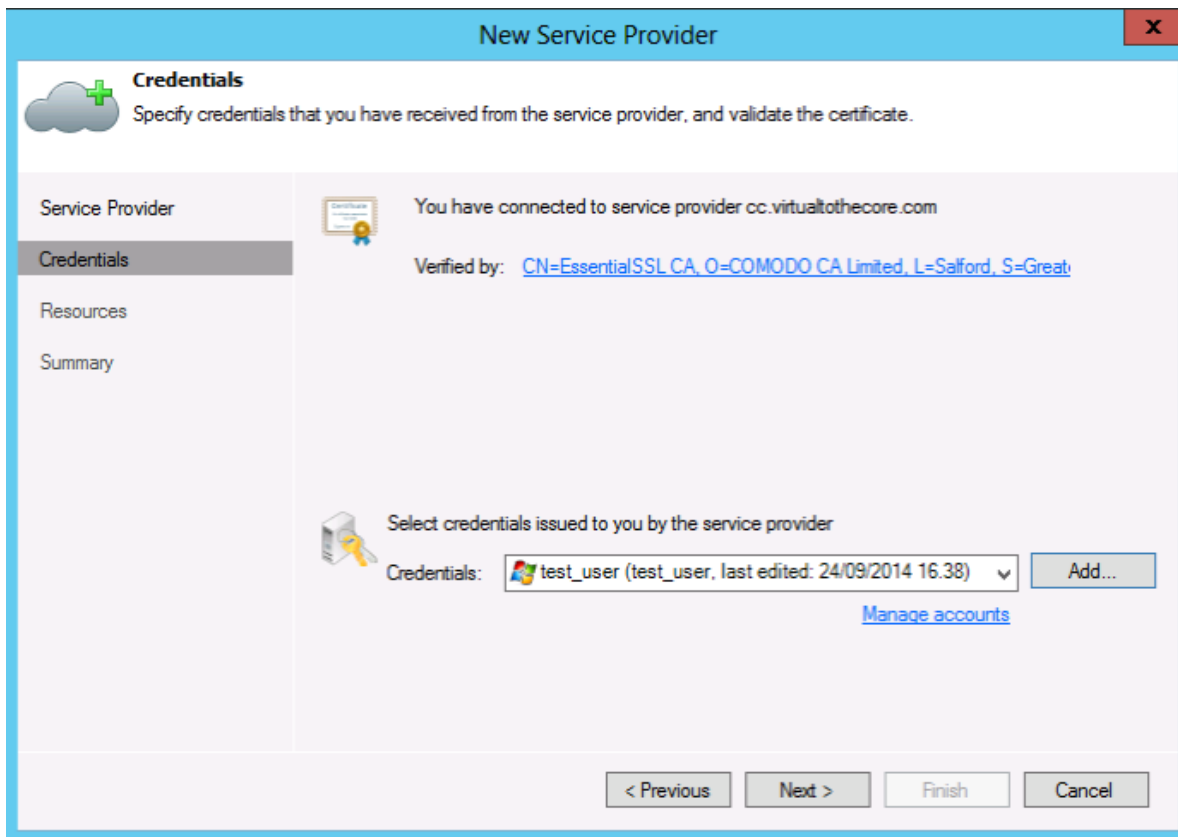 New Service Provider
x
Credentials
Specify credentials that you have received from the service provider, and validate the certificate.
Service Provider
Credentials
Resources
Summary
Certificate
You have connected to service provider cc.virtualtothecore.com
Verified by: CN=EssentialSSL CA, O=COMODO CA Limited, L=Salford, S=Great
Select credentials issued to you by the service provider
Credentials: test_user (test_user, last edited: 24/09/2014 16.38) Add...
Manage accounts
< Previous Next > Finish Cancel